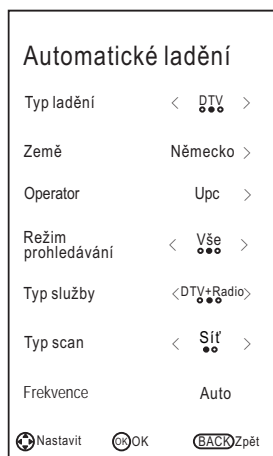 Automatické ladění
Typ ladění < DTV >
Země Německo >
Operator Upc >
Režim
prohledávání < Vše >
Typ služby <DTV+Radio>
Typ scan < Síť >
Frekvence Auto
Nastavit OK OK BACK Zpět